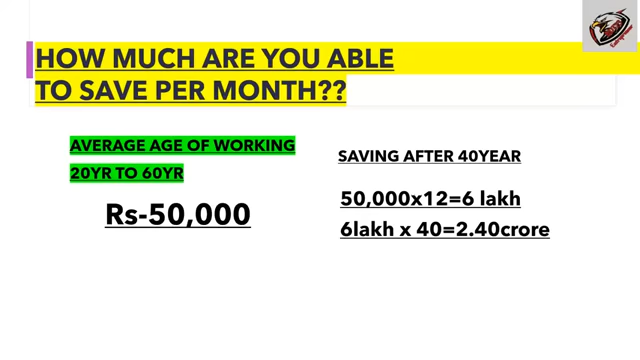 HOW MUCH ARE YOU ABLE
TO SAVE PER MONTH??
AVERAGE AGE OF WORKING
20YR TO 60YR
Rs-50,000
SAVING AFTER 40YEAR
50,000x12=6 lakh
6lakh x 40=2.40crore